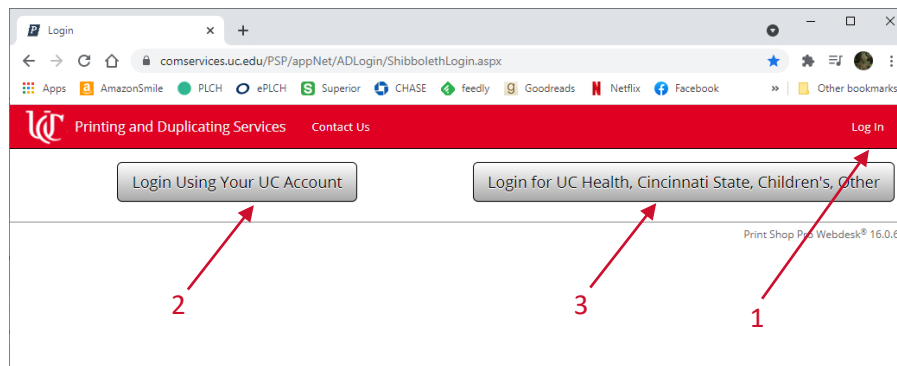 Login
comservices.uc.edu/PSP/appNet/ADLogin/ShibbolethLogin.aspx
Apps AmazonSmile PLCH ePLCH Superior CHASE feedly Goodreads Netflix Facebook » Other bookmarks
UC Printing and Duplicating Services Contact Us Log In
Login Using Your UC Account Login for UC Health, Cincinnati State, Children's, Other
Print Shop Pro Webdesk® 16.0.6
2 3 1